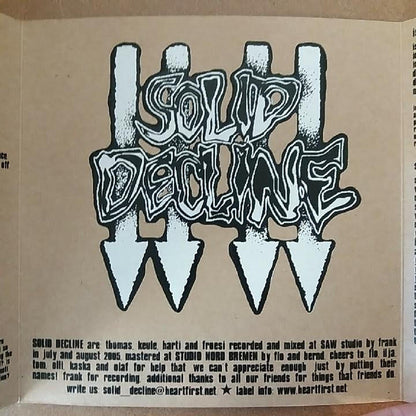 SOLID
DECLINE
SOLID DECLINE are thomas, keule, harti and froesi recorded and mixed at SAW studio by frank
in july and august 2005. mastered at STUDIO NORD BREMEN by flo and bernd. cheers to flo, ilja,
tom, olli, kaska and olaf for help that we can't appreciate enough just by putting their
names! frank for recording, additional thanks to all our friends for things that friends do.
write us: solid_decline@heartfirst.net ★ label info: www.heartfirst.net
off